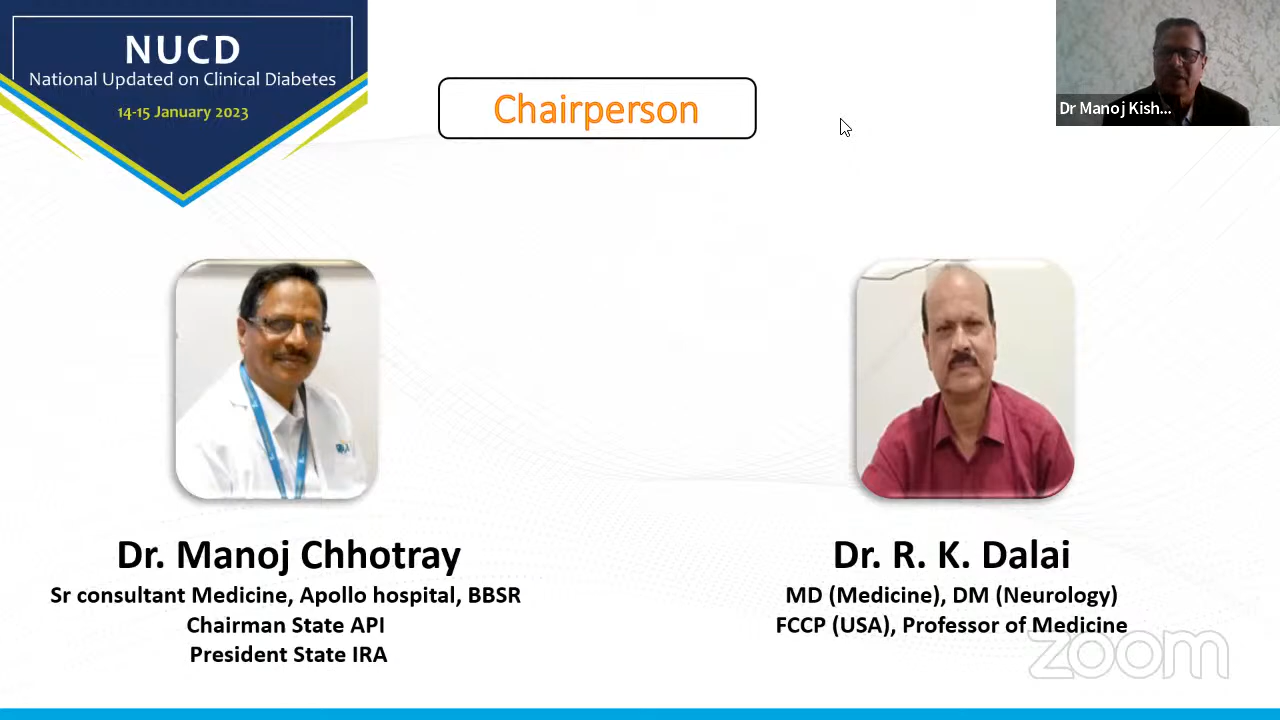 NUCD
National Updated on Clinical Diabetes
14-15 January 2023
Chairperson
Dr Manoj Kish...
Dr. Manoj Chhotray
Sr consultant Medicine, Apollo hospital, BBSR
Chairman State API
President State IRA
Dr. R. K. Dalai
MD (Medicine), DM (Neurology)
FCCP (USA), Professor of Medicine
zoom